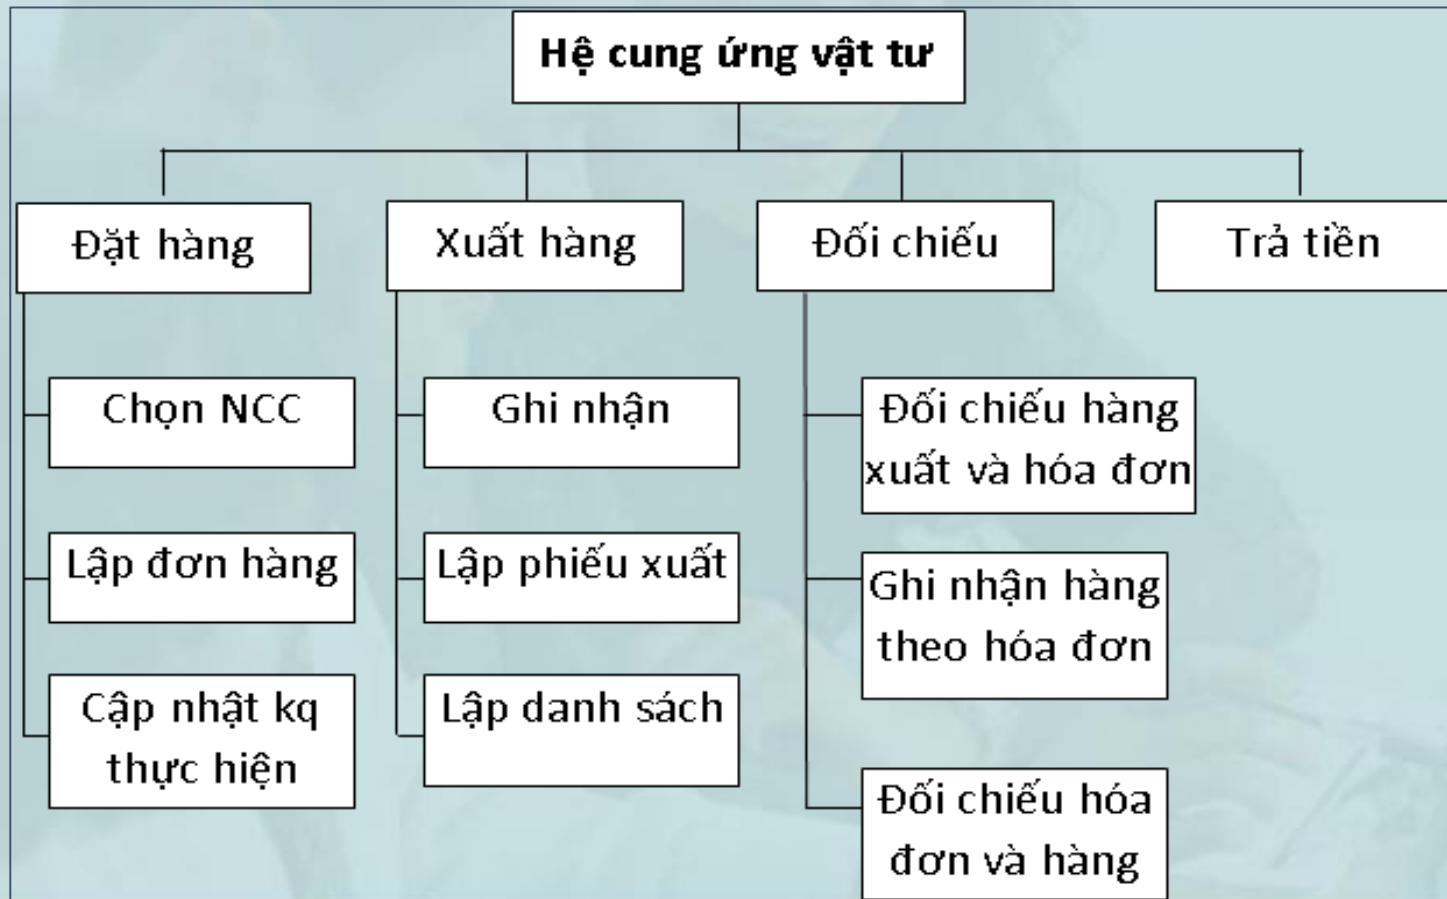 Hệ cung ứng vật tư
Đặt hàng
Xuất hàng
Đối chiếu
Trả tiền
Chọn NCC
Lập đơn hàng
Cập nhật kq
thực hiện
Ghi nhận
Lập phiếu xuất
Lập danh sách
Đối chiếu hàng
xuất và hóa đơn
Ghi nhận hàng
theo hóa đơn
Đối chiếu hóa
đơn và hàng